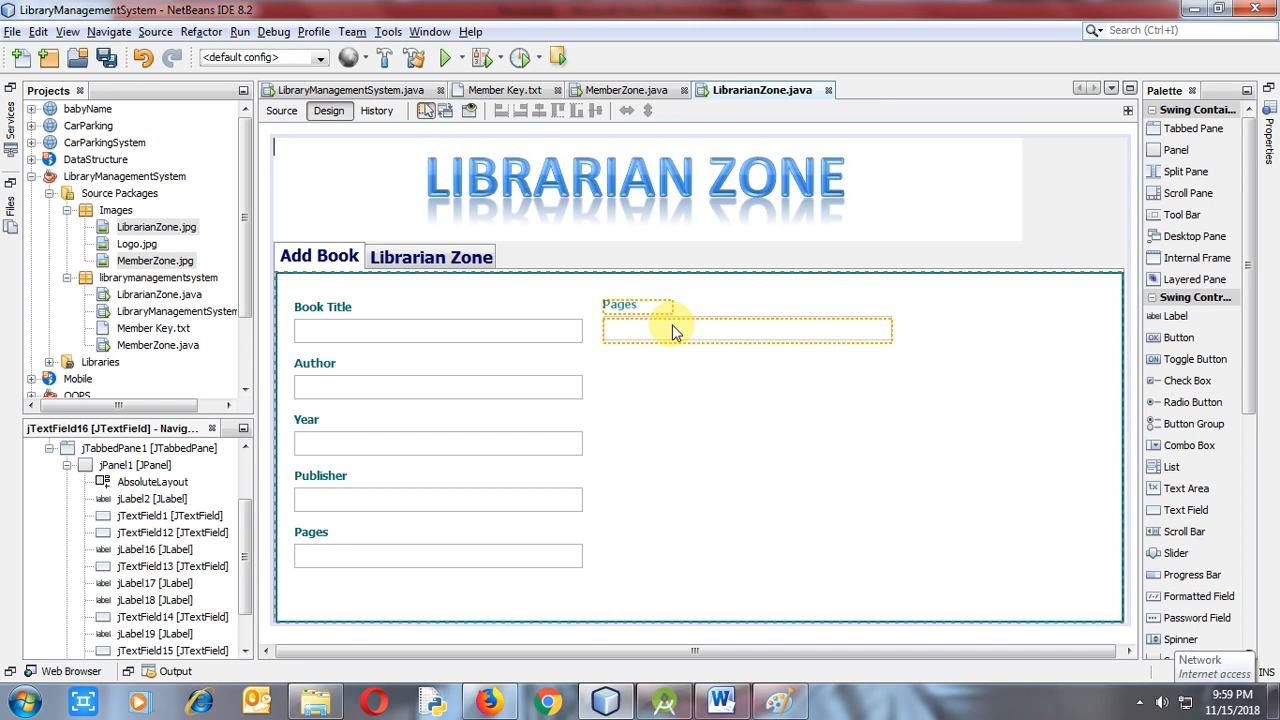 LibraryManagementSystem - NetBeans IDE 8.2
File Edit View Navigate Source Refactor Run Debug Profile Team Tools Window Help
Search (Ctrl+I)
<default config>
Projects
LibraryManagementSystem.java
Member Key.txt
MemberZone.java
LibrarianZone.java
Palette
Source Design History
Services
Files
Properties
babyName
CarParking
CarParkingSystem
DataStructure
LibraryManagementSystem
Source Packages
Images
LibrarianZone.jpg
Logo.jpg
MemberZone.jpg
librarymanagementsystem
LibrarianZone.java
LibraryManagementSystem
Member Key.txt
MemberZone.java
Libraries
Mobile
OOPS
jTextField16 [JTextField] - Navig...
jTabbedPane1 [JTabbedPane]
jPanel1 [JPanel]
AbsoluteLayout
jLabel2 [JLabel]
jTextField1 [JTextField]
jTextField12 [JTextField]
jLabel16 [JLabel]
jTextField13 [JTextField]
jLabel17 [JLabel]
jLabel18 [JLabel]
jTextField14 [JTextField]
jLabel19 [JLabel]
jTextField15 [JTextField]
LIBRARIAN ZONE
Add Book
Librarian Zone
Book Title
Pages
Author
Year
Publisher
Pages
Swing Contai...
Tabbed Pane
Panel
Split Pane
Scroll Pane
Tool Bar
Desktop Pane
Internal Frame
Layered Pane
Swing Contr...
Label
Button
Toggle Button
Check Box
Radio Button
Button Group
Combo Box
List
Text Area
Text Field
Scroll Bar
Slider
Progress Bar
Formatted Field
Password Field
Spinner
Network
Internet access
INS
Web Browser
Output
9:59 PM
11/15/2018